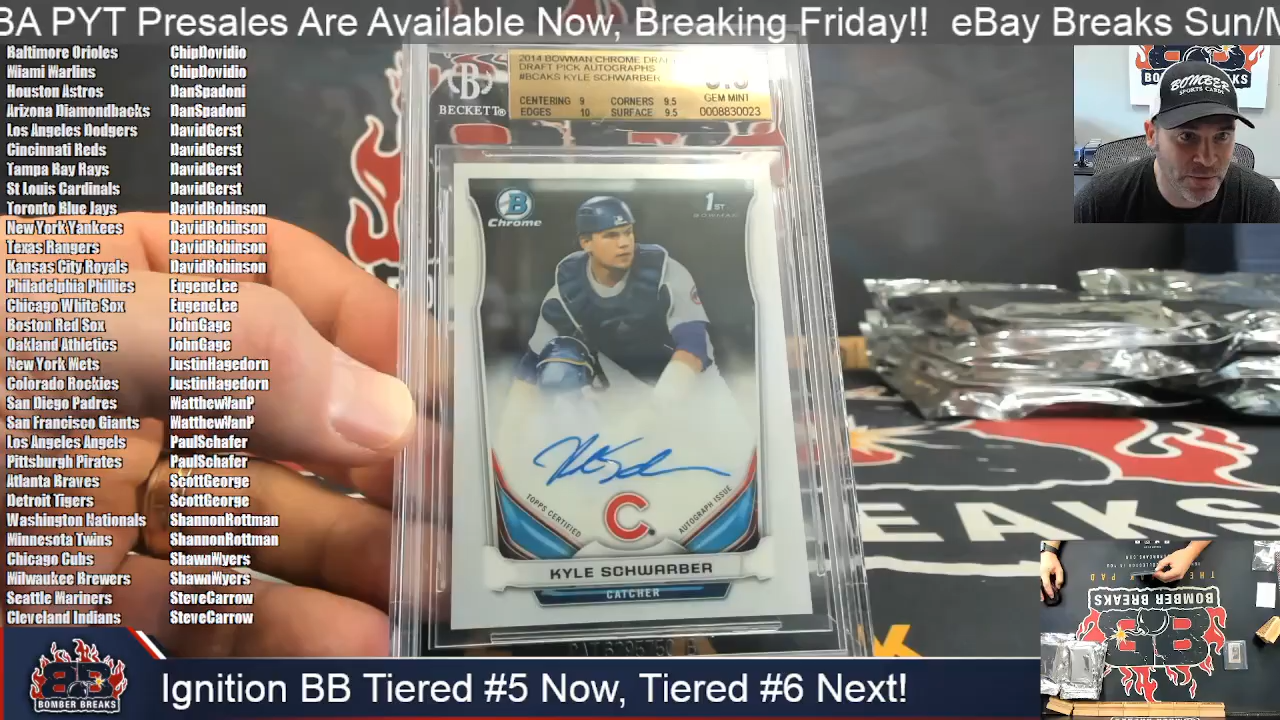 BA PYT Presales Are Available Now, Breaking Friday!! eBay Breaks Sun/M
Baltimore Orioles ChipDovidio
Miami Marlins ChipDovidio
Houston Astros DanSpadoni
Arizona Diamondbacks DanSpadoni
Los Angeles Dodgers DavidGerst
Cincinnati Reds DavidGerst
Tampa Bay Rays DavidGerst
St Louis Cardinals DavidGerst
Toronto Blue Jays DavidRobinson
New York Yankees DavidRobinson
Texas Rangers DavidRobinson
Kansas City Royals DavidRobinson
Philadelphia Phillies EugeneLee
Chicago White Sox EugeneLee
Boston Red Sox JohnGage
Oakland Athletics JohnGage
New York Mets JustinHagedorn
Colorado Rockies JustinHagedorn
San Diego Padres MatthewVanP
San Francisco Giants MatthewVanP
Los Angeles Angels PaulSchafer
Pittsburgh Pirates PaulSchafer
Atlanta Braves ScottGeorge
Detroit Tigers ScottGeorge
Washington Nationals ShannonRottman
Minnesota Twins ShannonRottman
Chicago Cubs ShawnMyers
Milwaukee Brewers ShawnMyers
Seattle Mariners SteveCarrow
Cleveland Indians SteveCarrow
2014 BOWMAN CHROME DRAFT
DRAFT PICK AUTOGRAPHS
#BCAKS KYLE SCHWARBER
CENTERING 9 CORNERS 9.5
EDGES 10 SURFACE 9.5
9.5
GEM MINT
0008830023
B
BECKETT®
B
Chrome
1ST
BOWMAN
TOPPS CERTIFIED
AUTOGRAPH ISSUE
C
KYLE SCHWARBER
CATCHER
BOMBER
SPORTS CARDS
EAKS
BOMBER BREAKS
BOMBER BREAKS
Ignition BB Tiered #5 Now, Tiered #6 Next!